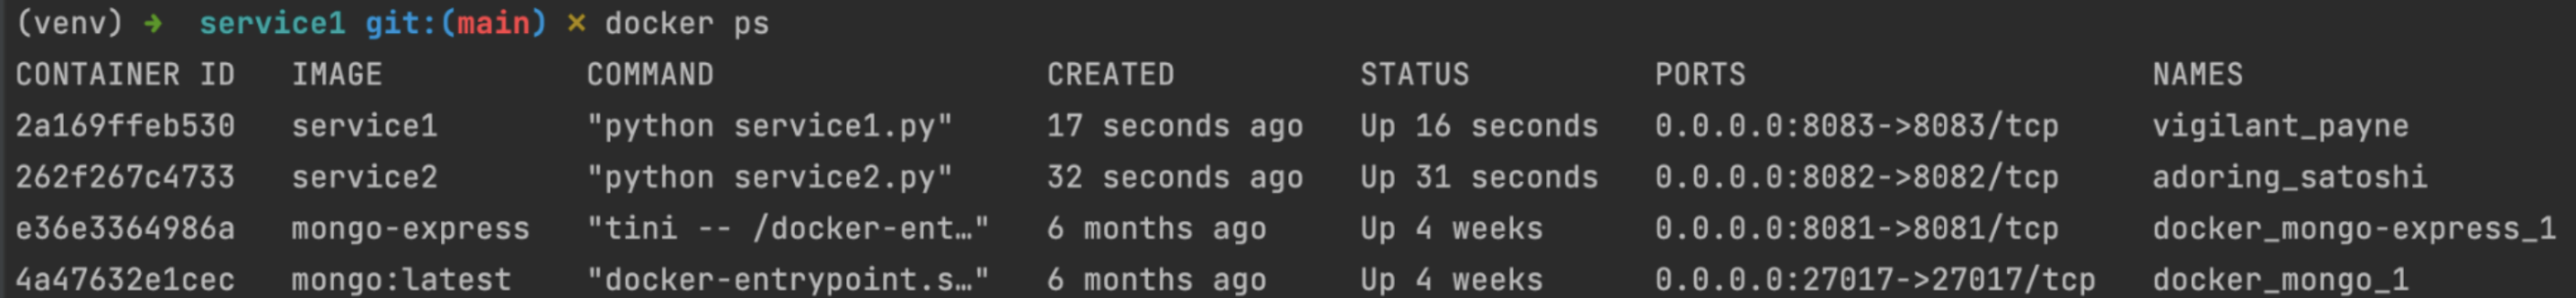 (venv) ➜  service1 git:(main) ✗ docker ps
CONTAINER ID   IMAGE           COMMAND                  CREATED          STATUS          PORTS                      NAMES
2a169ffeb530   service1        "python service1.py"     17 seconds ago   Up 16 seconds   0.0.0.0:8083->8083/tcp     vigilant_payne
262f267c4733   service2        "python service2.py"     32 seconds ago   Up 31 seconds   0.0.0.0:8082->8082/tcp     adoring_satoshi
e36e3364986a   mongo-express   "tini -- /docker-ent…"   6 months ago     Up 4 weeks      0.0.0.0:8081->8081/tcp     docker_mongo-express_1
4a47632e1cec   mongo:latest    "docker-entrypoint.s…"   6 months ago     Up 4 weeks      0.0.0.0:27017->27017/tcp   docker_mongo_1